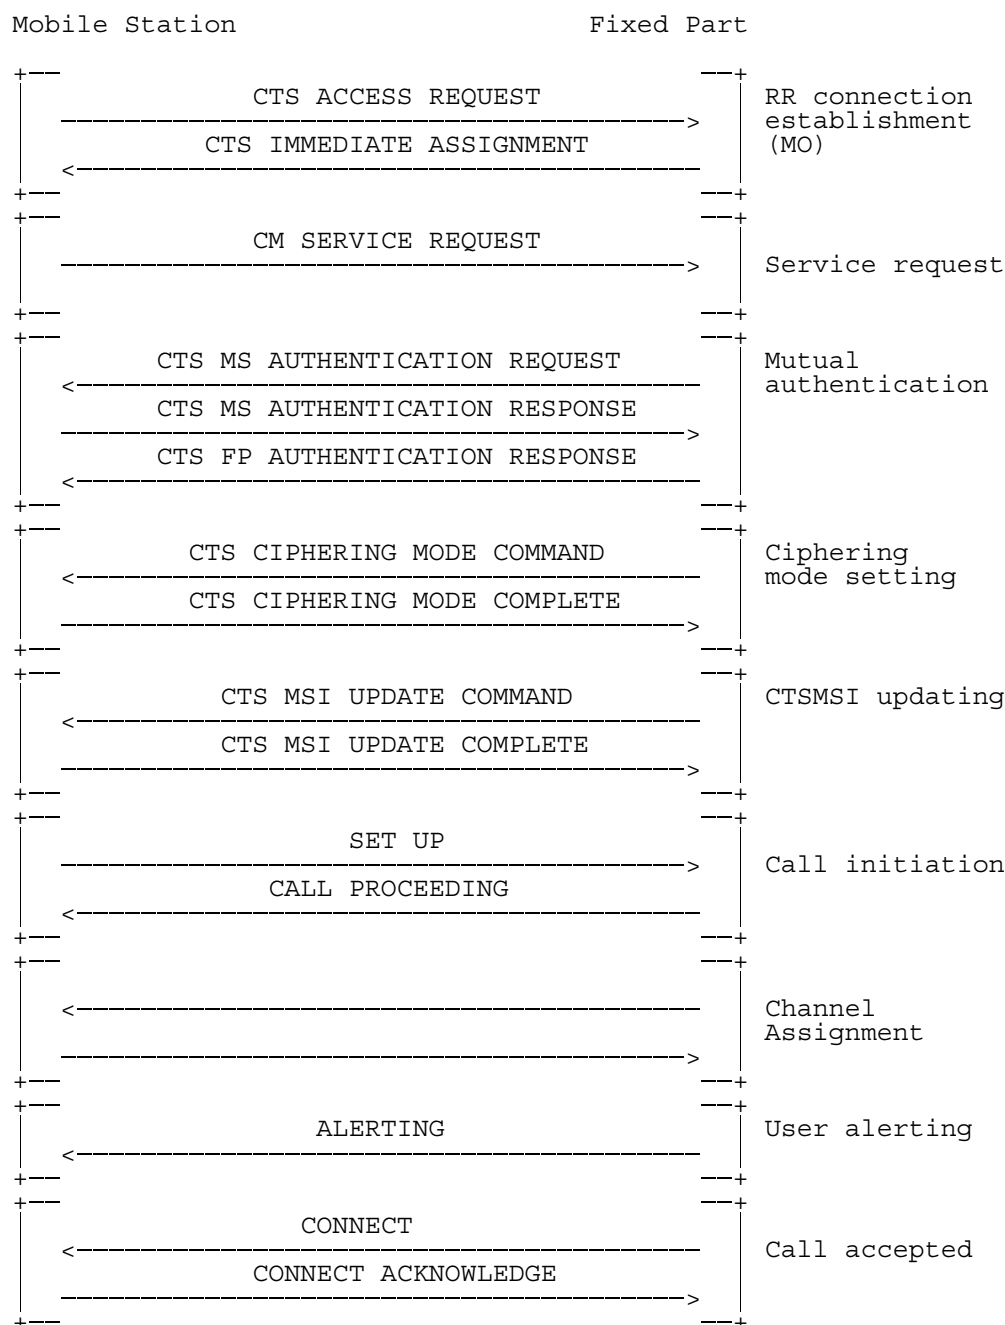 Mobile Station Fixed Part
CTS ACCESS REQUEST RR connection
establishment
CTS IMMEDIATE ASSIGNMENT (MO)
CM SERVICE REQUEST
Service request
CTS MS AUTHENTICATION REQUEST Mutual
authentication
CTS MS AUTHENTICATION RESPONSE
CTS FP AUTHENTICATION RESPONSE
CTS CIPHERING MODE COMMAND Ciphering
mode setting
CTS CIPHERING MODE COMPLETE
CTS MSI UPDATE COMMAND CTSMSI updating
CTS MSI UPDATE COMPLETE
SET UP
Call initiation
CALL PROCEEDING
Channel
Assignment
ALERTING User alerting
CONNECT
Call accepted
CONNECT ACKNOWLEDGE